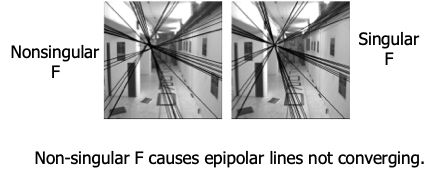 Nonsingular
F
Singular
F
Non-singular F causes epipolar lines not converging.